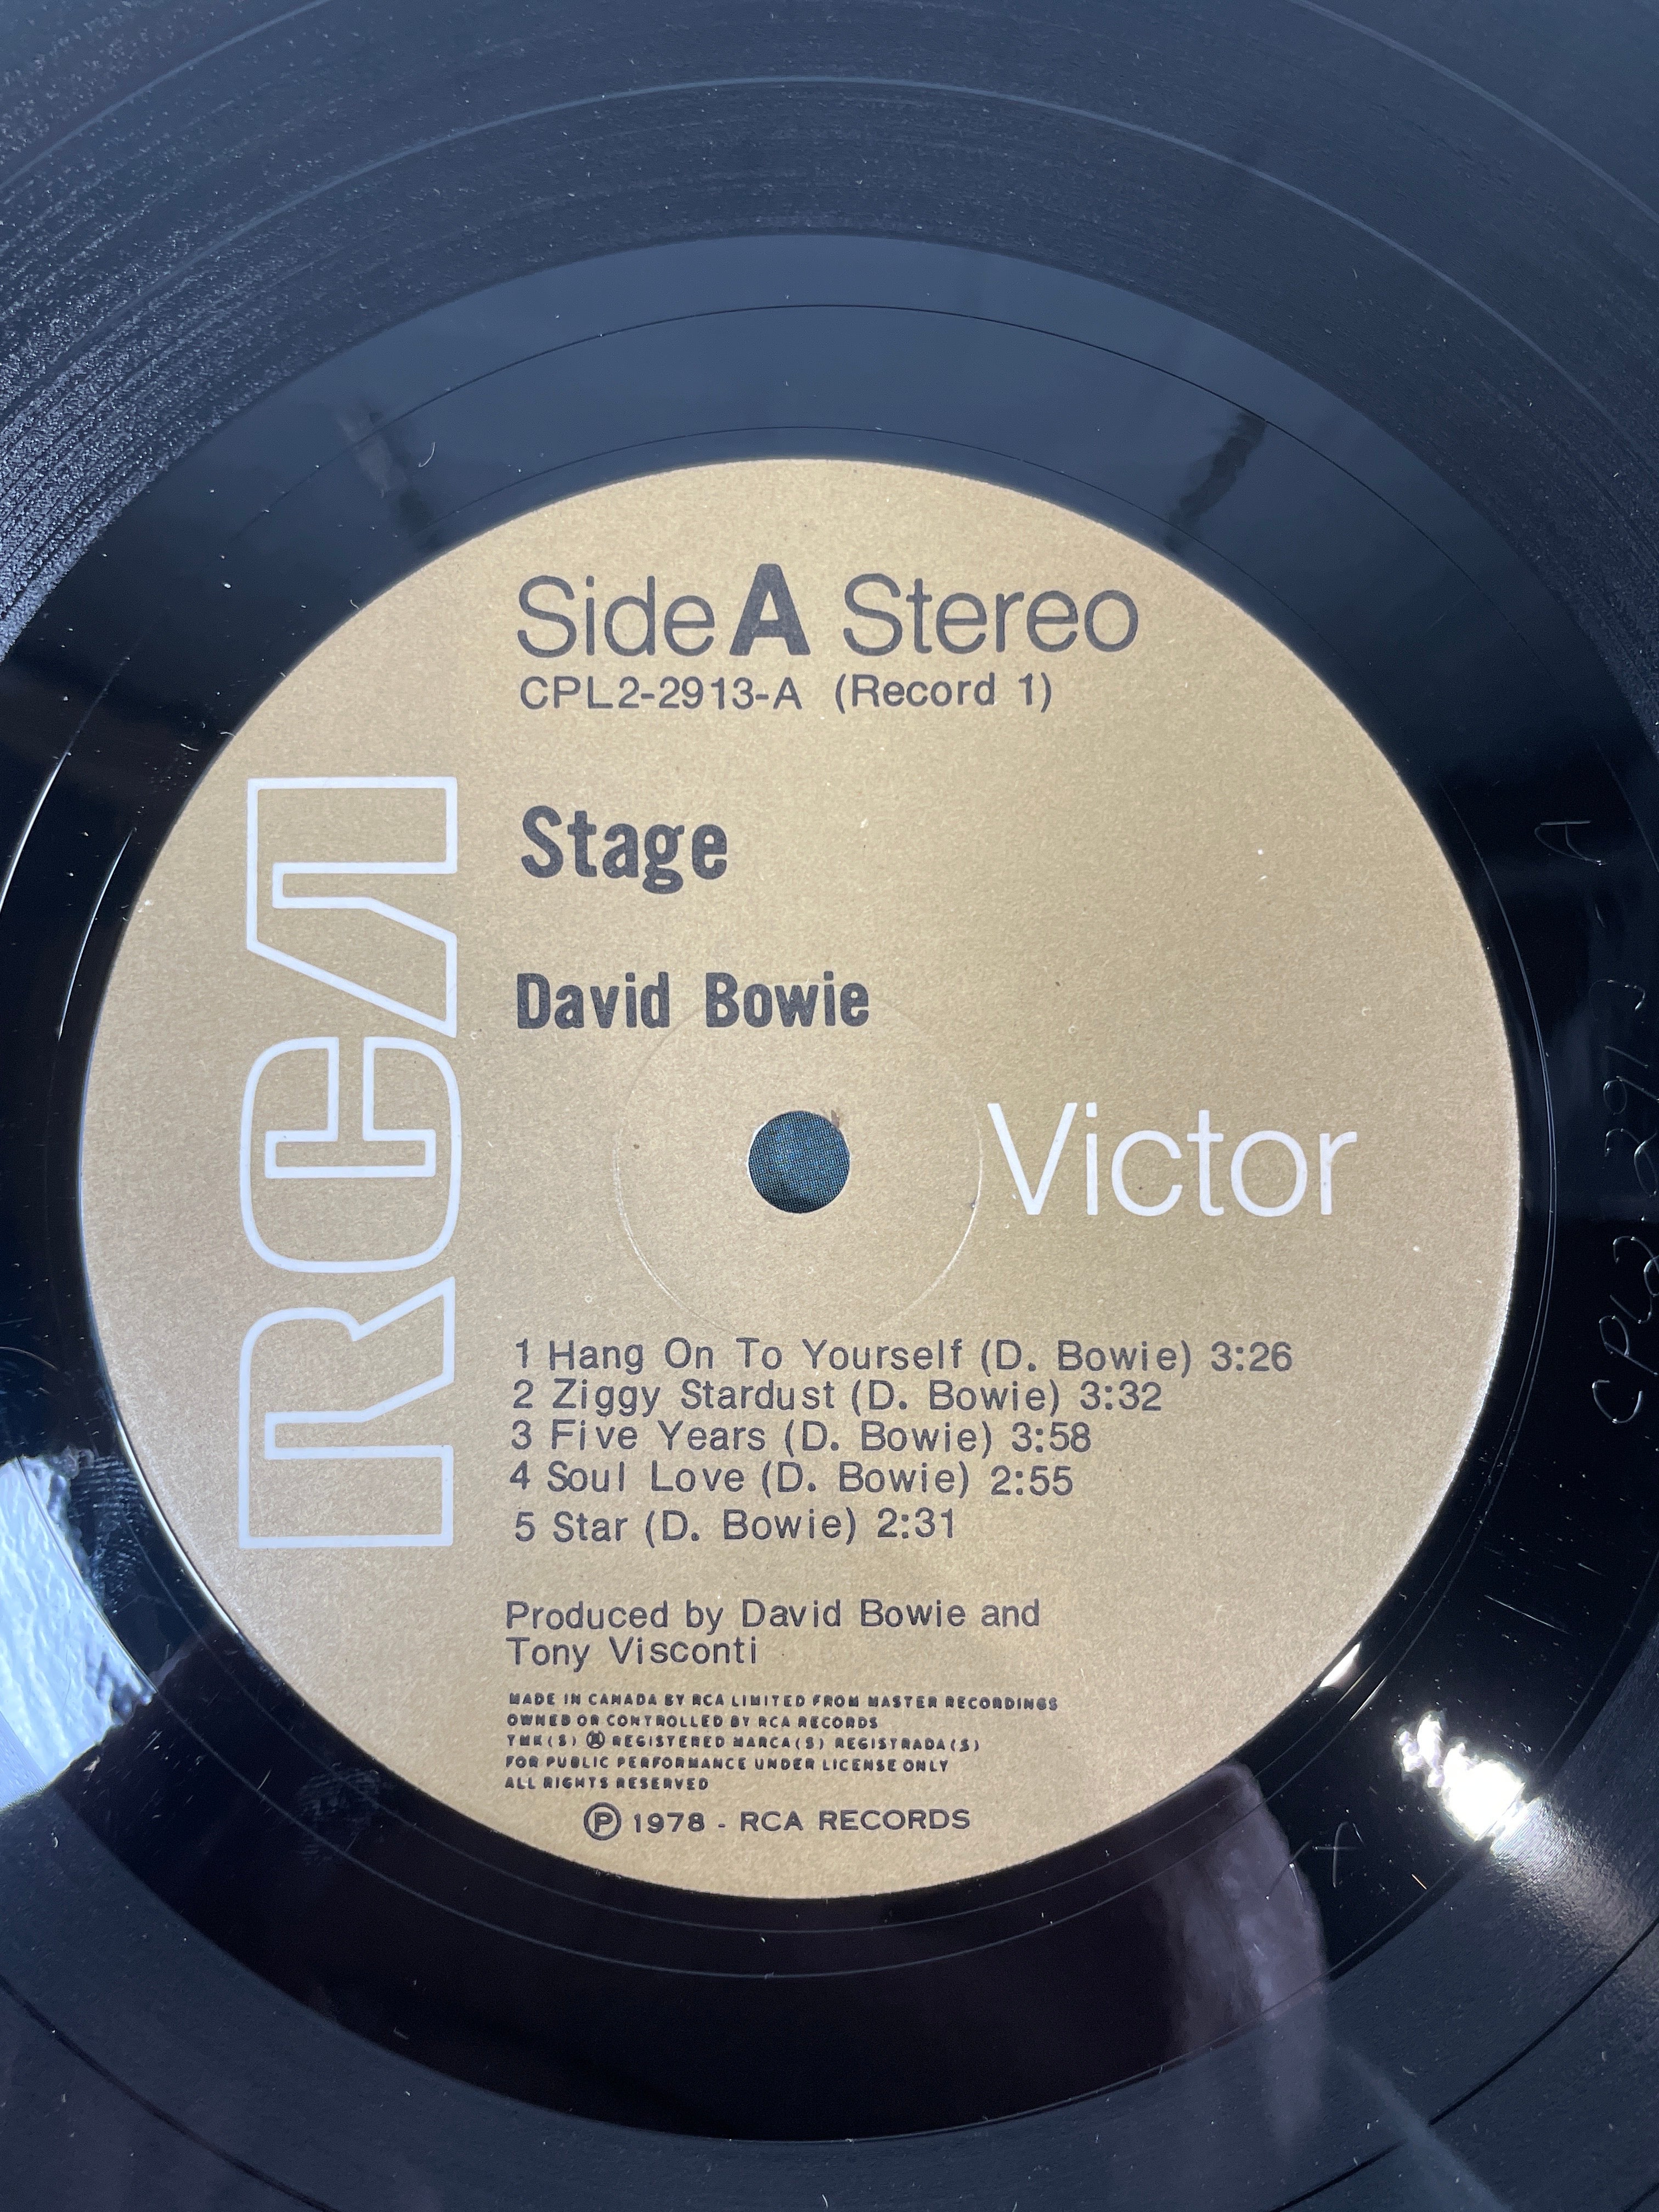 Side A Stereo
CPL2-2913-A (Record 1)
Stage
David Bowie
RCA
Victor
1 Hang On To Yourself (D. Bowie) 3:26
2 Ziggy Stardust (D. Bowie) 3:32
3 Five Years (D. Bowie) 3:58
4 Soul Love (D. Bowie) 2:55
5 Star (D. Bowie) 2:31
Produced by David Bowie and
Tony Visconti
MADE IN CANADA BY RCA LIMITED FROM MASTER RECORDINGS
OWNED OR CONTROLLED BY RCA RECORDS
TMK(S) ® REGISTERED MARCA(S) REGISTRADA(S)
FOR PUBLIC PERFORMANCE UNDER LICENSE ONLY
ALL RIGHTS RESERVED
℗ 1978 - RCA RECORDS
CPL2 2913 A